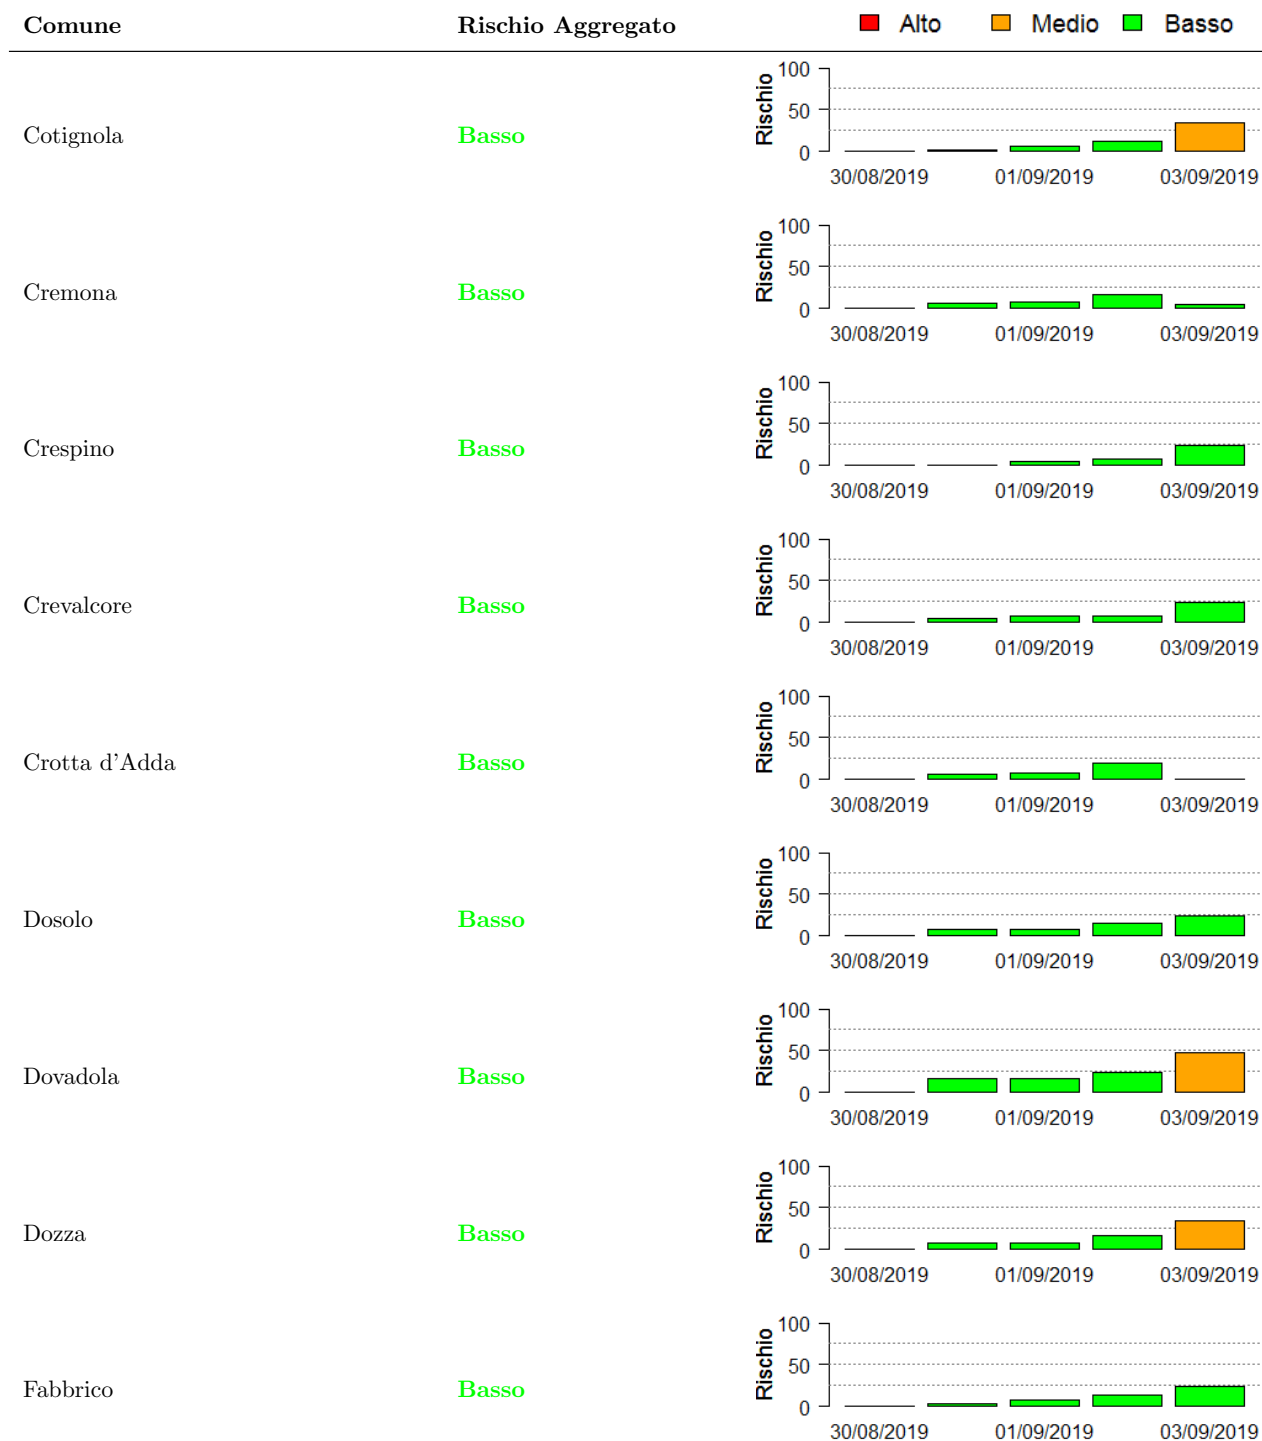 Comune Rischio Aggregato Alto Medio Basso
Cotignola Basso Rischio 100 50 0
30/08/2019 01/09/2019 03/09/2019
Cremona Basso Rischio 100 50 0
30/08/2019 01/09/2019 03/09/2019
Crespino Basso Rischio 100 50 0
30/08/2019 01/09/2019 03/09/2019
Crevalcore Basso Rischio 100 50 0
30/08/2019 01/09/2019 03/09/2019
Crotta d'Adda Basso Rischio 100 50 0
30/08/2019 01/09/2019 03/09/2019
Dosolo Basso Rischio 100 50 0
30/08/2019 01/09/2019 03/09/2019
Dovadola Basso Rischio 100 50 0
30/08/2019 01/09/2019 03/09/2019
Dozza Basso Rischio 100 50 0
30/08/2019 01/09/2019 03/09/2019
Fabbrico Basso Rischio 100 50 0
30/08/2019 01/09/2019 03/09/2019